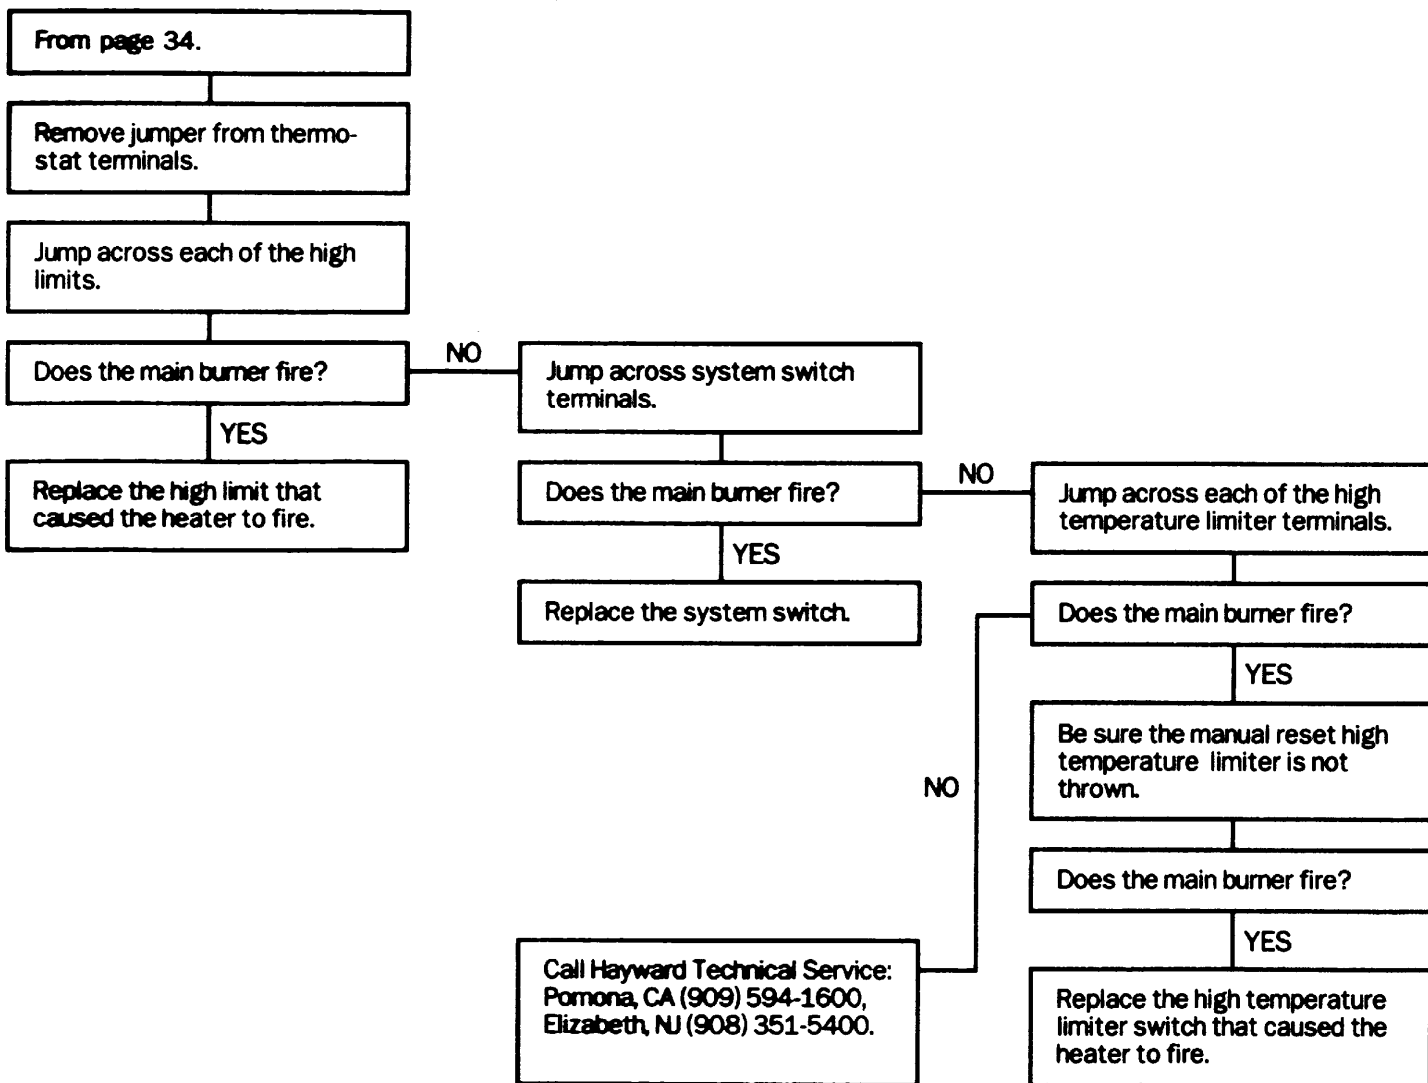 From page 34.
Remove jumper from thermo-
stat terminals.
Jump across each of the high
limits.
Does the main burner fire?
NO
YES
Replace the high limit that
caused the heater to fire.
Jump across system switch
terminals.
Does the main burner fire?
NO
YES
Replace the system switch.
Jump across each of the high
temperature limiter terminals.
Does the main burner fire?
YES
NO
Be sure the manual reset high
temperature limiter is not
thrown.
Does the main burner fire?
YES
Replace the high temperature
limiter switch that caused the
heater to fire.
Call Hayward Technical Service:
Pomona, CA (909) 594-1600,
Elizabeth, NJ (908) 351-5400.